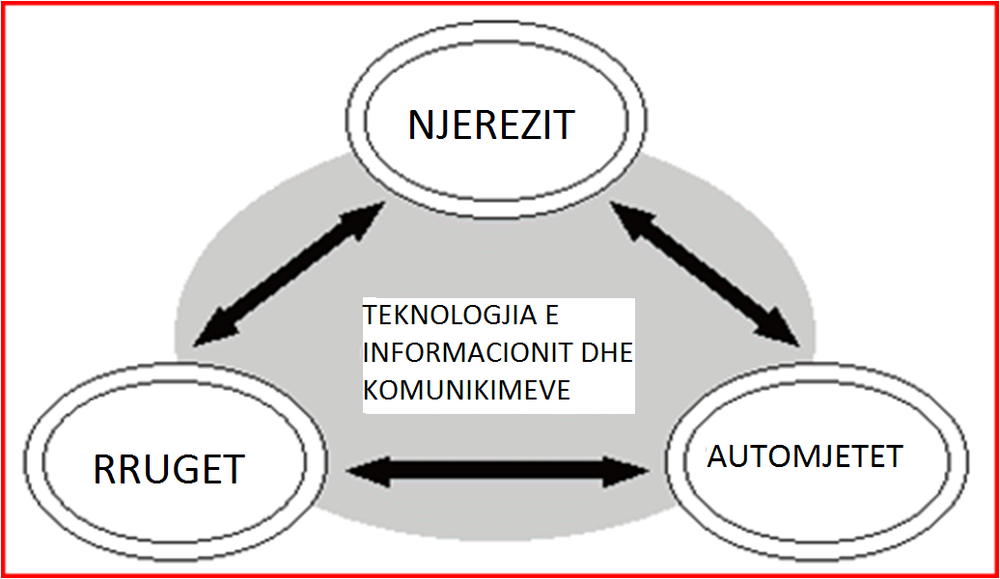 NJEREZIT
TEKNOLOGJIA E
INFORMACIONIT DHE
KOMUNIKIMEVE
RRUGET
AUTOMJETET